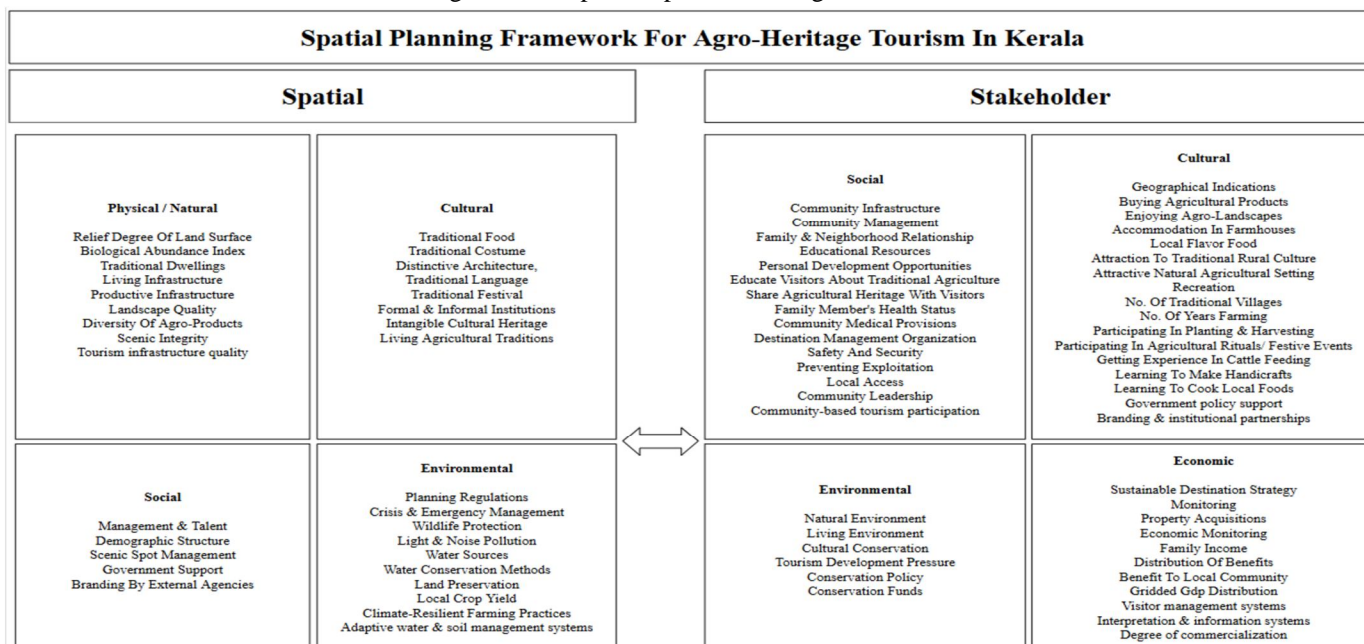 Spatial Planning Framework For Agro-Heritage Tourism In Kerala
Spatial
Stakeholder
Physical / Natural
Relief Degree Of Land Surface
Biological Abundance Index
Traditional Dwellings
Living Infrastructure
Productive Infrastructure
Landscape Quality
Diversity Of Agro-Products
Scenic Integrity
Tourism infrastructure quality
Cultural
Traditional Food
Traditional Costume
Distinctive Architecture,
Traditional Language
Traditional Festival
Formal & Informal Institutions
Intangible Cultural Heritage
Living Agricultural Traditions
Social
Management & Talent
Demographic Structure
Scenic Spot Management
Government Support
Branding By External Agencies
Environmental
Planning Regulations
Crisis & Emergency Management
Wildlife Protection
Light & Noise Pollution
Water Sources
Water Conservation Methods
Land Preservation
Local Crop Yield
Climate-Resilient Farming Practices
Adaptive water & soil management systems
Social
Community Infrastructure
Community Management
Family & Neighborhood Relationship
Educational Resources
Personal Development Opportunities
Educate Visitors About Traditional Agriculture
Share Agricultural Heritage With Visitors
Family Member's Health Status
Community Medical Provisions
Destination Management Organization
Safety And Security
Preventing Exploitation
Local Access
Community Leadership
Community-based tourism participation
Cultural
Geographical Indications
Buying Agricultural Products
Enjoying Agro-Landscapes
Accommodation In Farmhouses
Local Flavor Food
Attraction To Traditional Rural Culture
Attractive Natural Agricultural Setting
Recreation
No. Of Traditional Villages
No. Of Years Farming
Participating In Planting & Harvesting
Participating In Agricultural Rituals/ Festive Events
Getting Experience In Cattle Feeding
Learning To Make Handicrafts
Learning To Cook Local Foods
Government policy support
Branding & institutional partnerships
Environmental
Natural Environment
Living Environment
Cultural Conservation
Tourism Development Pressure
Conservation Policy
Conservation Funds
Economic
Sustainable Destination Strategy
Monitoring
Property Acquisitions
Economic Monitoring
Family Income
Distribution Of Benefits
Benefit To Local Community
Gridded Gdp Distribution
Visitor management systems
Interpretation & information systems
Degree of commercialization